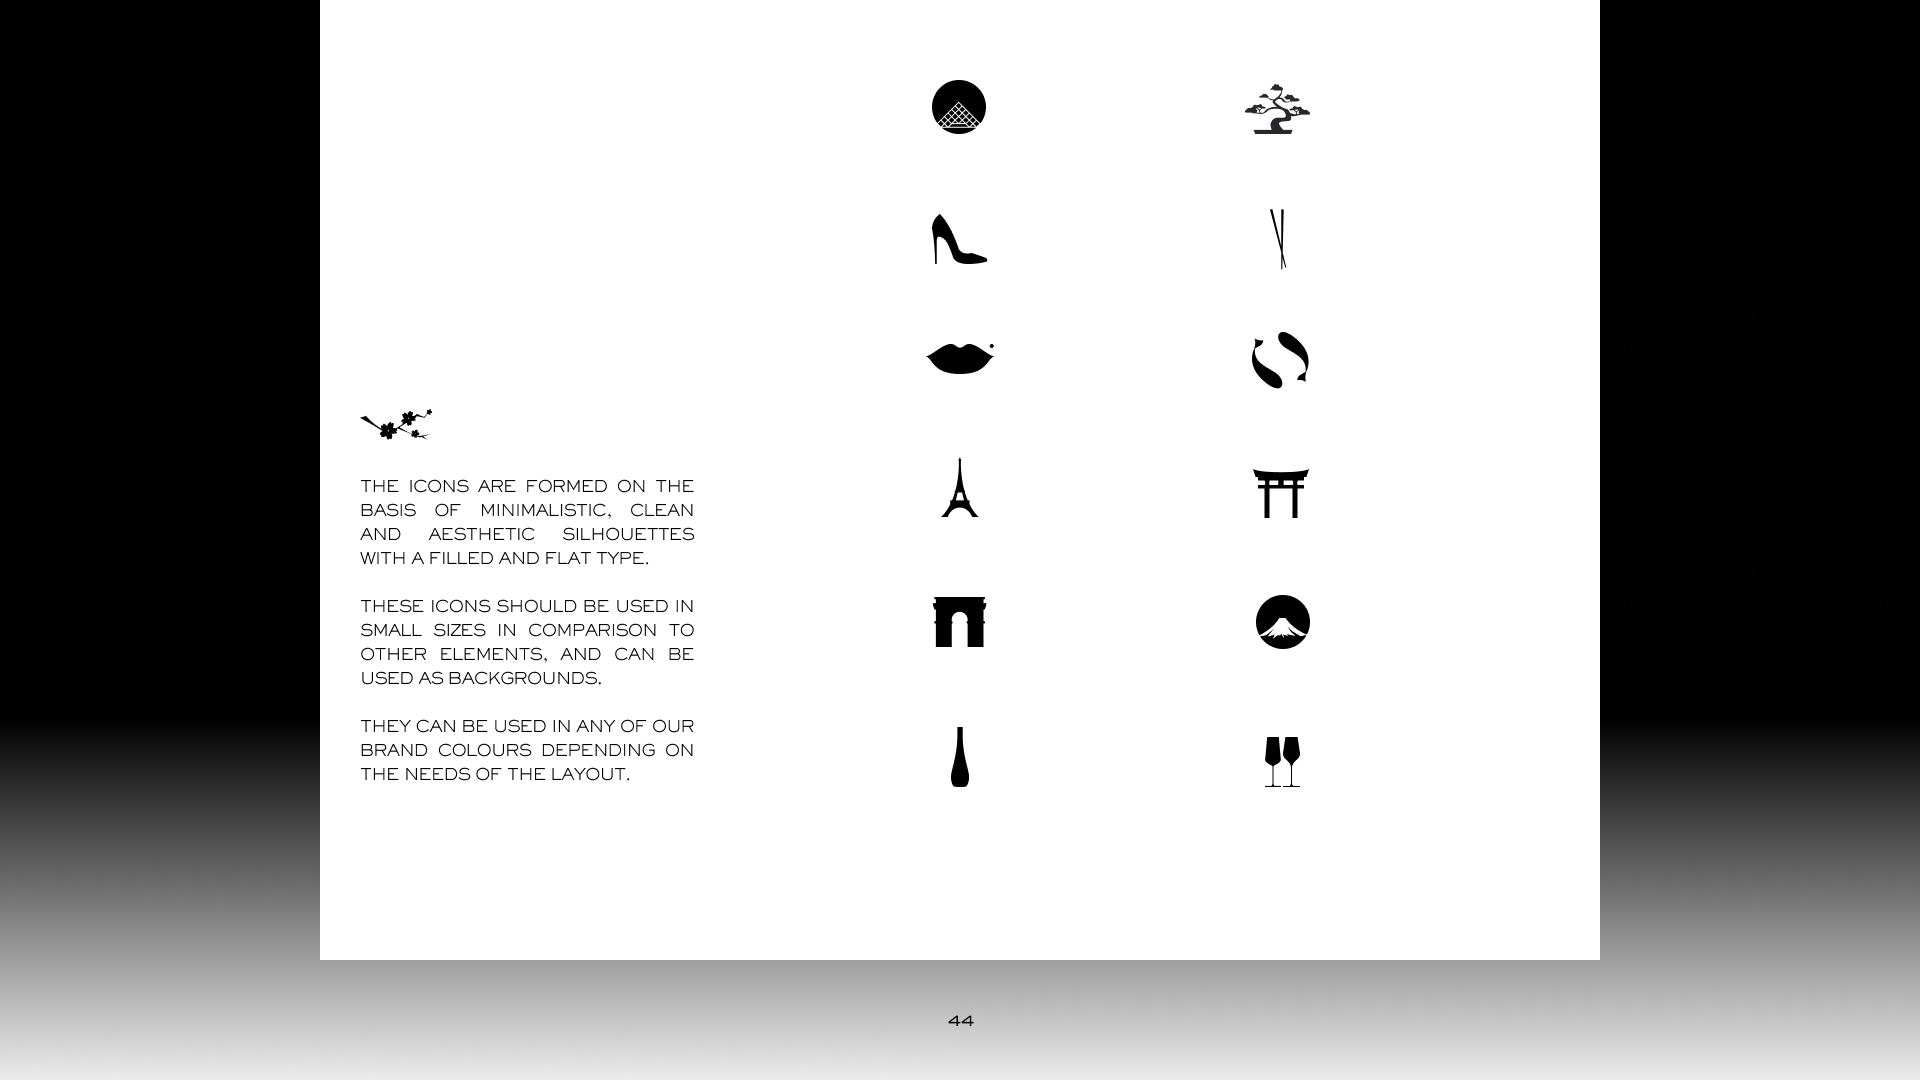 THE ICONS ARE FORMED ON THE
BASIS OF MINIMALISTIC, CLEAN
AND AESTHETIC SILHOUETTES
WITH A FILLED AND FLAT TYPE.
THESE ICONS SHOULD BE USED IN
SMALL SIZES IN COMPARISON TO
OTHER ELEMENTS, AND CAN BE
USED AS BACKGROUNDS.
THEY CAN BE USED IN ANY OF OUR
BRAND COLOURS DEPENDING ON
THE NEEDS OF THE LAYOUT.
44